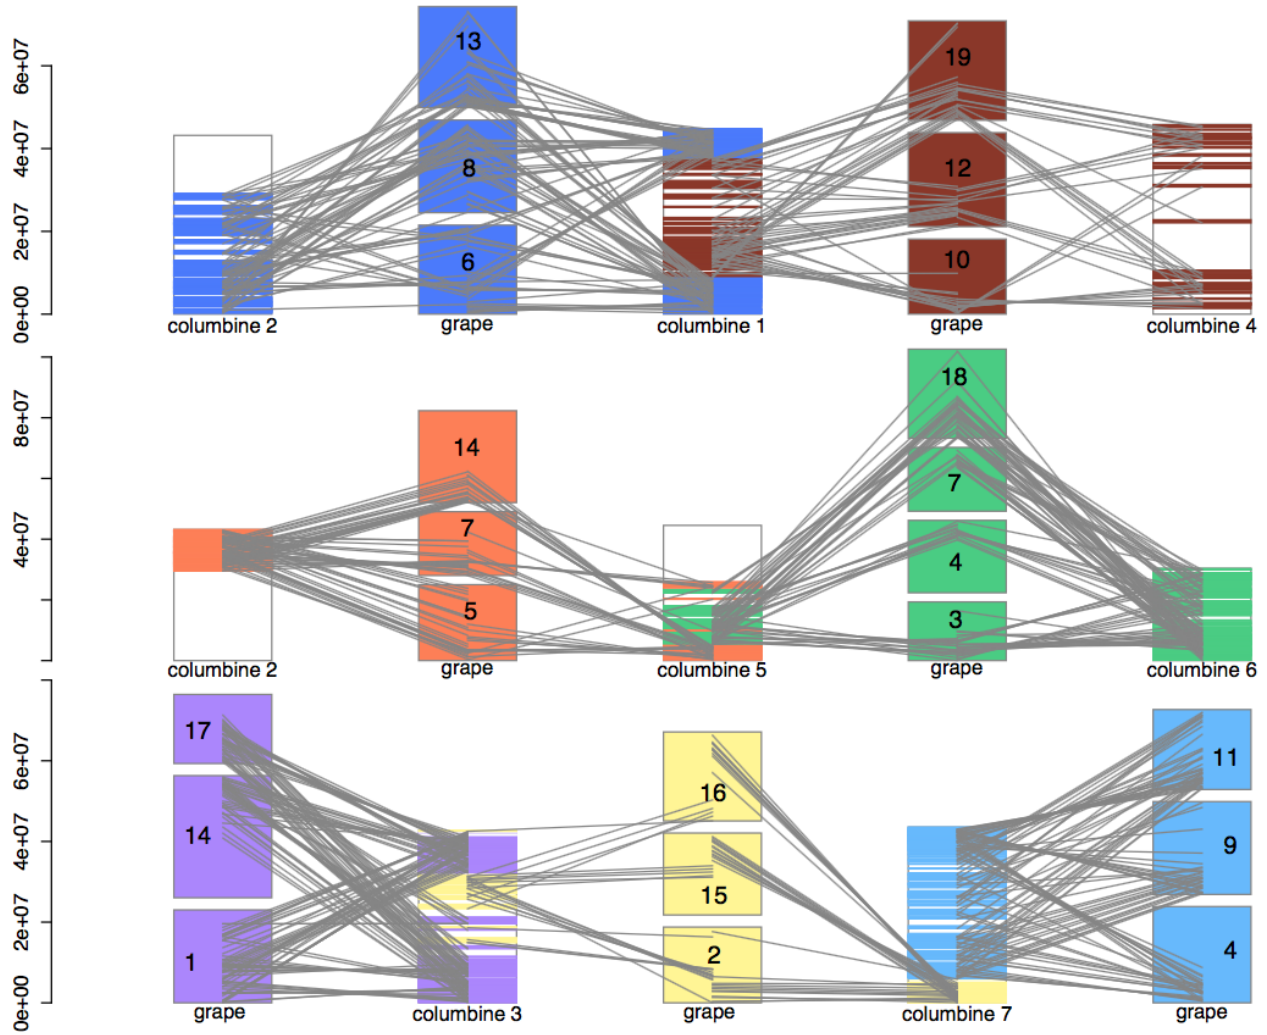 6e+07
4e+07
2e+07
0e+00
13
8
6
19
12
10
columbine 2
grape
columbine 1
grape
columbine 4
8e+07
4e+07
14
7
5
18
7
4
3
columbine 2
grape
columbine 5
grape
columbine 6
6e+07
4e+07
2e+07
0e+00
17
14
1
16
15
2
11
9
4
grape
columbine 3
grape
columbine 7
grape